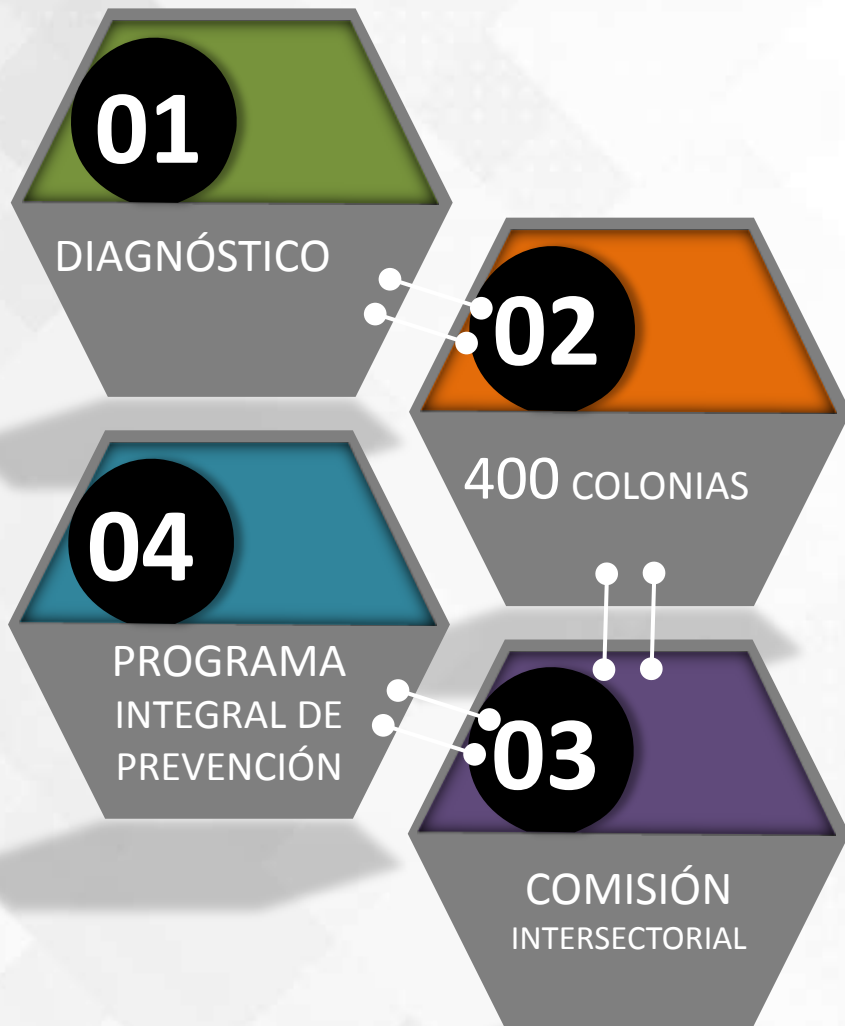 01
DIAGNÓSTICO
02
400 COLONIAS
03
COMISIÓN
INTERSECTORIAL
04
PROGRAMA
INTEGRAL DE
PREVENCIÓN